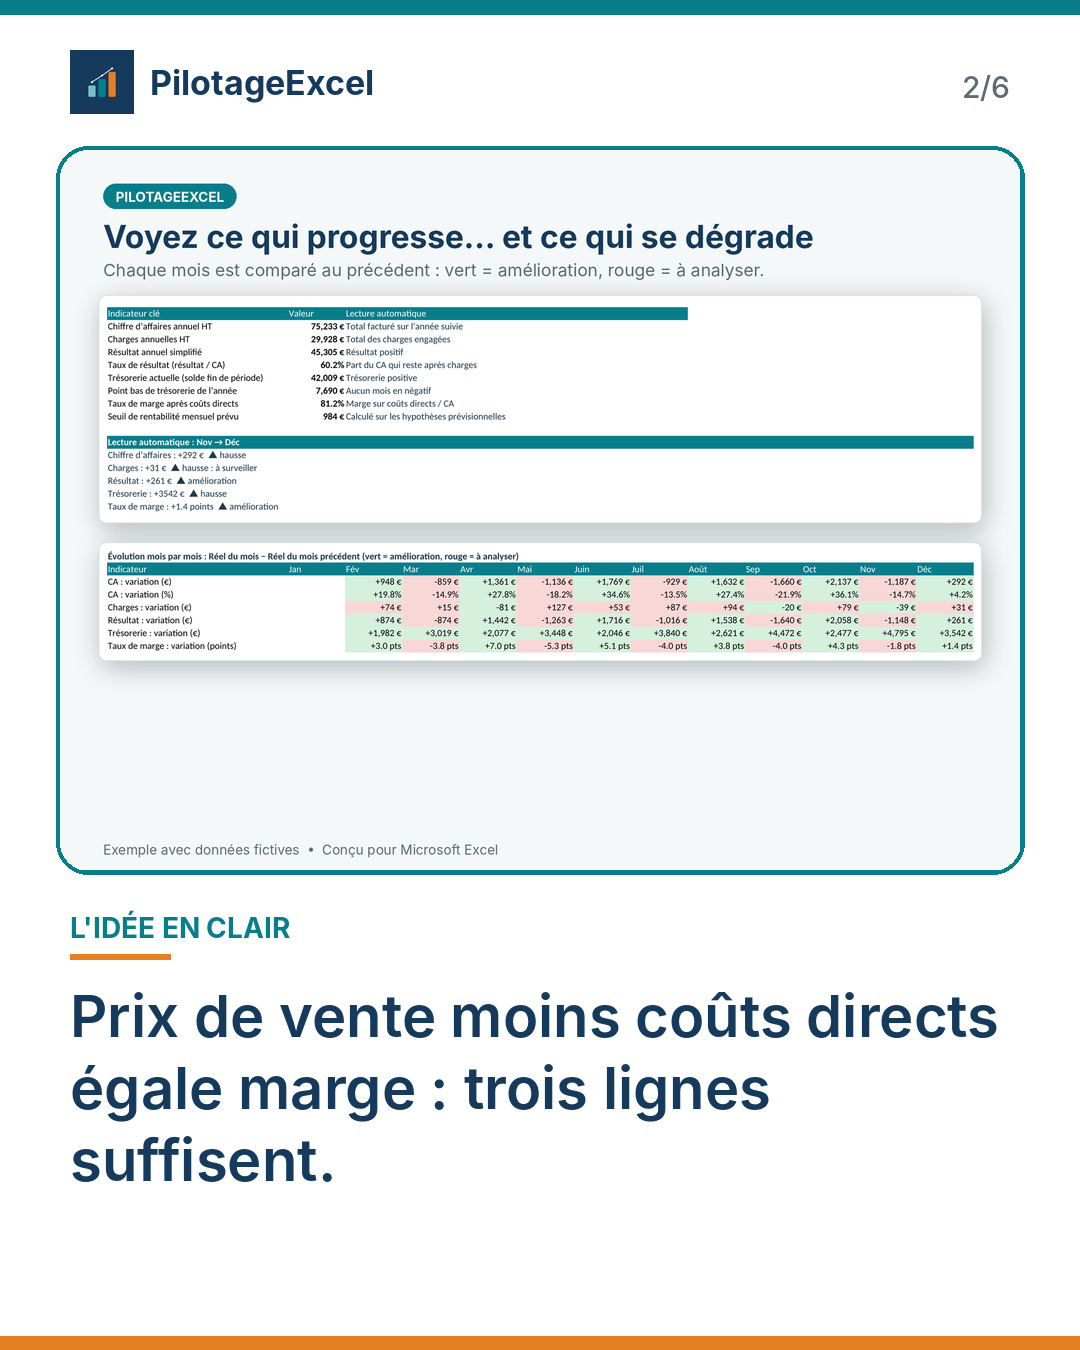 PilotageExcel
2/6
PILOTAGEEXCEL
Voyez ce qui progresse... et ce qui se dégrade
Chaque mois est comparé au précédent : vert = amélioration, rouge = à analyser.
Indicateur clé Valeur Lecture automatique
Chiffre d'affaires annuel HT 75,233 € Total facturé sur l'année suivie
Charges annuelles HT 29,928 € Total des charges engagées
Résultat annuel simplifié 45,305 € Résultat positif
Taux de résultat (résultat / CA) 60.2% Part du CA qui reste après charges
Trésorerie actuelle (solde fin de période) 42,009 € Trésorerie positive
Point bas de trésorerie de l'année 7,690 € Aucun mois en négatif
Taux de marge après coûts directs 81.2% Marge sur coûts directs / CA
Seuil de rentabilité mensuel prévu 984 € Calculé sur les hypothèses prévisionnelles
Lecture automatique : Nov → Déc
Chiffre d'affaires : +292 € ▲ hausse
Charges : +31 € ▲ hausse : à surveiller
Résultat : +261 € ▲ amélioration
Trésorerie : +3542 € ▲ hausse
Taux de marge : +1.4 points ▲ amélioration
Évolution mois par mois : Réel du mois − Réel du mois précédent (vert = amélioration, rouge = à analyser)
Indicateur Jan Fév Mar Avr Mai Juin Juil Août Sep Oct Nov Déc
CA : variation (€) +948 € -859 € +1,361 € -1,136 € +1,769 € -929 € +1,632 € -1,660 € +2,137 € -1,187 € +292 €
CA : variation (%) +19.8% -14.9% +27.8% -18.2% +34.6% -13.5% +27.4% -21.9% +36.1% -14.7% +4.2%
Charges : variation (€) +74 € +15 € -81 € +127 € +53 € +87 € +94 € -20 € +79 € -39 € +31 €
Résultat : variation (€) +874 € -874 € +1,442 € -1,263 € +1,716 € -1,016 € +1,538 € -1,640 € +2,058 € -1,148 € +261 €
Trésorerie : variation (€) +1,982 € +3,019 € +2,077 € +3,448 € +2,046 € +3,840 € +2,621 € +4,472 € +2,477 € +4,795 € +3,542 €
Taux de marge : variation (points) +3.0 pts -3.8 pts +7.0 pts -5.3 pts +5.1 pts -4.0 pts +3.8 pts -4.0 pts +4.3 pts -1.8 pts +1.4 pts
Exemple avec données fictives • Conçu pour Microsoft Excel
L'IDÉE EN CLAIR
Prix de vente moins coûts directs
égale marge : trois lignes
suffisent.